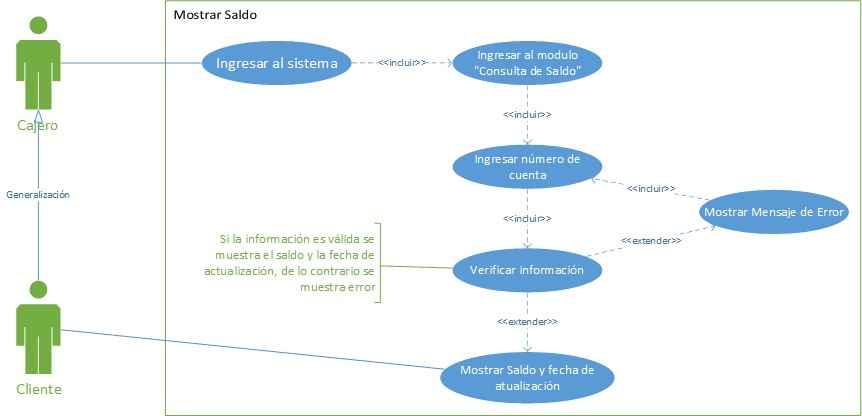 Mostrar Saldo
Ingresar al sistema
<<incluir>>
Ingresar al modulo
"Consulta de Saldo"
Cajero
<<incluir>>
Ingresar número de
cuenta
<<incluir>>
Generalización
Mostrar Mensaje de Error
<<incluir>>
<<extender>>
Si la información es válida se
muestra el saldo y la fecha de
actualización, de lo contrario se
muestra error
Verificar información
<<extender>>
Mostrar Saldo y fecha de
atualización
Cliente